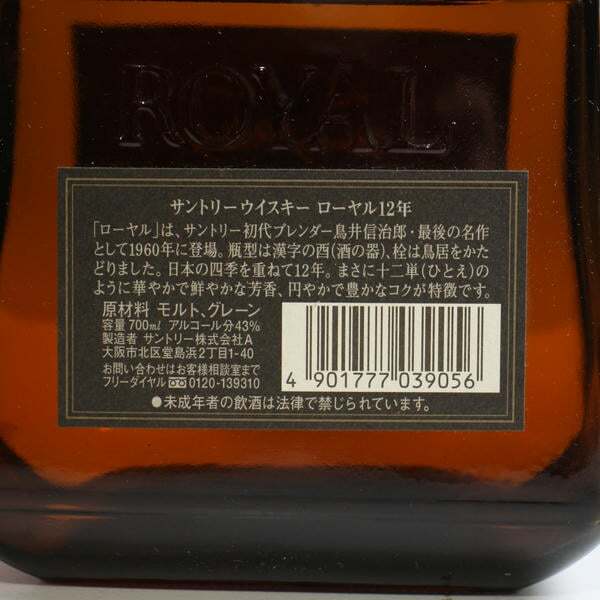 ROYAL
サントリーウイスキー ローヤル12年
「ローヤル」は、サントリー初代ブレンダー鳥井信治郎・最後の名作
として1960年に登場。瓶型は漢字の酉(酒の器)、栓は鳥居をかた
どりました。日本の四季を重ねて12年。まさに十二単(ひとえ)の
ように華やかで鮮やかな芳香、円やかで豊かなコクが特徴です。
原材料 モルト、グレーン
容量700ml アルコール分43%
製造者 サントリー株式会社A
大阪市北区堂島浜2丁目1-40
お問い合わせはお客様相談室まで
フリーダイヤル 0120-139310
4 901777 039056
●未成年者の飲酒は法律で禁じられています。